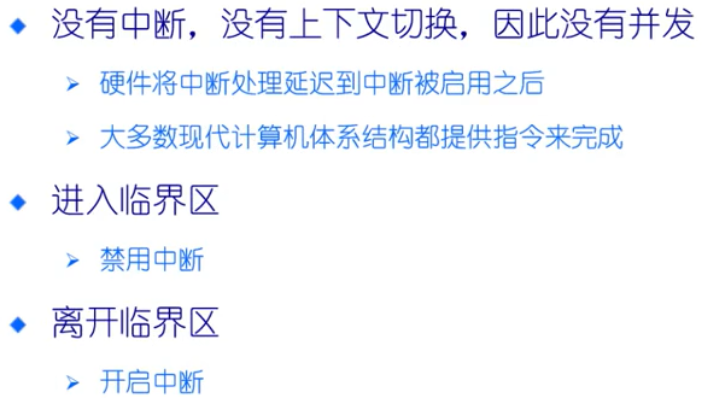 没有中断，没有上下文切换，因此没有并发
硬件将中断处理延迟到中断被启用之后
大多数现代计算机体系结构都提供指令来完成
进入临界区
禁用中断
离开临界区
开启中断